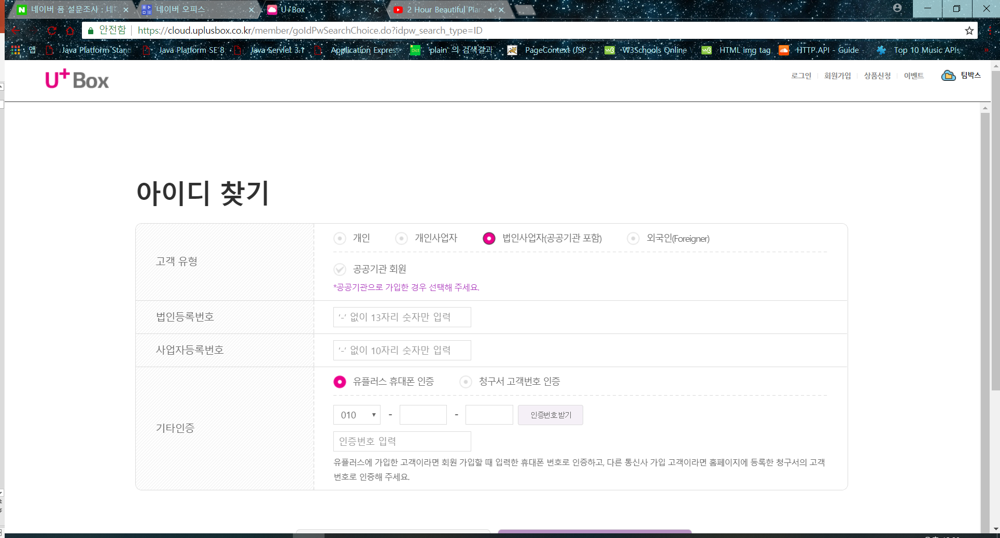 네이버 폼 설문조사 : 네
네이버 오피스
U+Box
2 Hour Beautiful Pian
안전함 https://cloud.uplusbox.co.kr/member/goIdPwSearchChoice.do?idpw_search_type=ID
앱 Java Platform Stand Java Platform SE 8 Java Servlet 3.1 Application Express 'plain' 의 검색결과 PageContext (JSP 2. W3Schools Online HTML img tag HTTP API - Guide Top 10 Music APIs »
U+ Box
로그인 회원가입 상품신청 이벤트 팀박스
아이디 찾기
고객 유형
개인 개인사업자 법인사업자(공공기관 포함) 외국인(Foreigner)
공공기관 회원
*공공기관으로 가입한 경우 선택해 주세요.
법인등록번호 '-' 없이 13자리 숫자만 입력
사업자등록번호 '-' 없이 10자리 숫자만 입력
기타인증
유플러스 휴대폰 인증 청구서 고객번호 인증
010 - - 인증번호 받기
인증번호 입력
유플러스에 가입한 고객이라면 회원 가입할 때 입력한 휴대폰 번호로 인증하고, 다른 통신사 가입 고객이라면 홈페이지에 등록한 청구서의 고객
번호로 인증해 주세요.